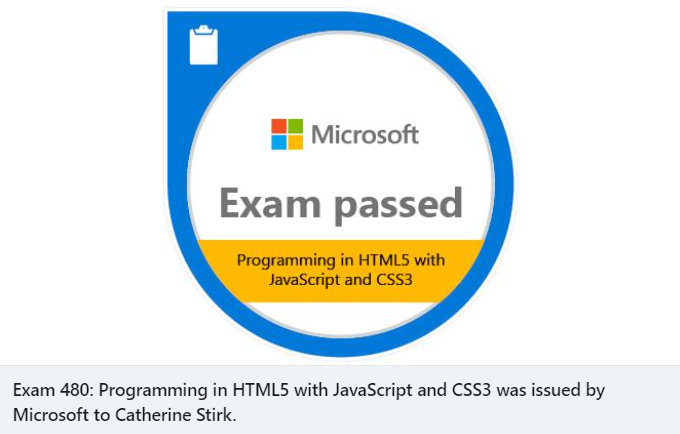 Microsoft
Exam passed
Programming in HTML5 with
JavaScript and CSS3
Exam 480: Programming in HTML5 with JavaScript and CSS3 was issued by
Microsoft to Catherine Stirk.